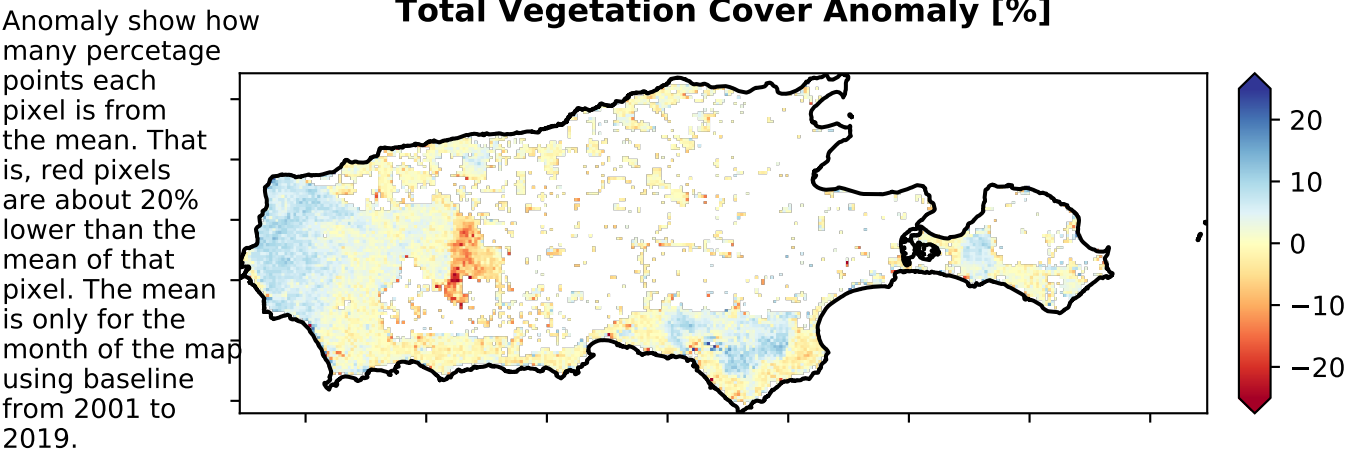 Total Vegetation Cover Anomaly [%]
Anomaly show how
many percetage
points each
pixel is from
the mean. That
is, red pixels
are about 20%
lower than the
mean of that
pixel. The mean
is only for the
month of the map
using baseline
from 2001 to
2019.
20
10
0
−10
−20